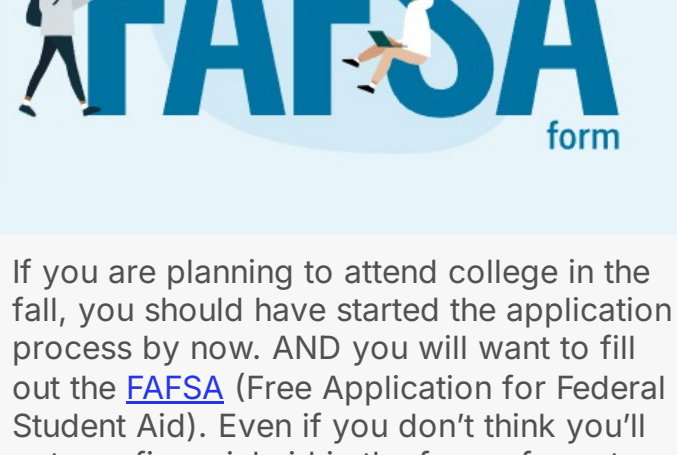 FAFSA
form
If you are planning to attend college in the
fall, you should have started the application
process by now. AND you will want to fill
out the FAFSA (Free Application for Federal
Student Aid). Even if you don’t think you’ll